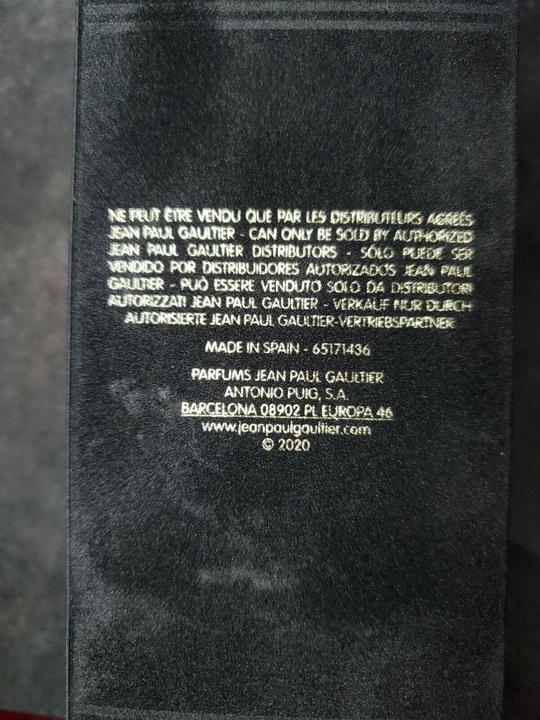 NE PEUT ÊTRE VENDU QUE PAR LES DISTRIBUTEURS AGRÉÉS
JEAN PAUL GAULTIER - CAN ONLY BE SOLD BY AUTHORIZED
JEAN PAUL GAULTIER DISTRIBUTORS - SÓLO PUEDE SER
VENDIDO POR DISTRIBUIDORES AUTORIZADOS JEAN PAUL
GAULTIER - PUÒ ESSERE VENDUTO SOLO DA DISTRIBUTORI
AUTORIZZATI JEAN PAUL GAULTIER - VERKAUF NUR DURCH
AUTORISIERTE JEAN PAUL GAULTIER-VERTRIEBSPARTNER
MADE IN SPAIN - 65171436
PARFUMS JEAN PAUL GAULTIER
ANTONIO PUIG, S.A.
BARCELONA 08902 PL EUROPA 46
www.jeanpaulgaultier.com
© 2020